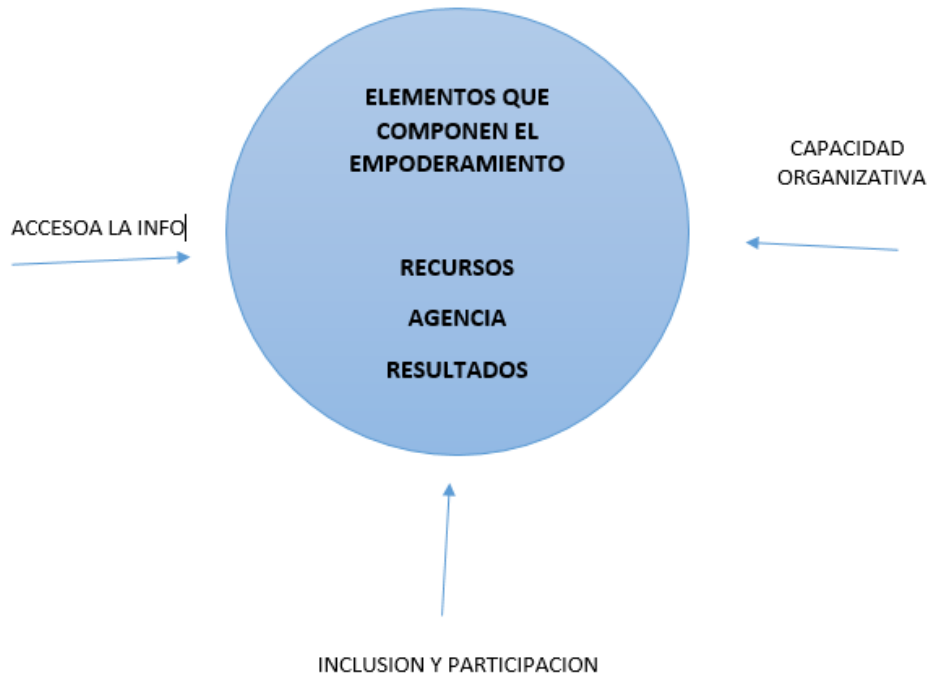 ELEMENTOS QUE
COMPONEN EL
EMPODERAMIENTO
CAPACIDAD
ORGANIZATIVA
ACCESOA LA INFO
RECURSOS
AGENCIA
RESULTADOS
INCLUSION Y PARTICIPACION